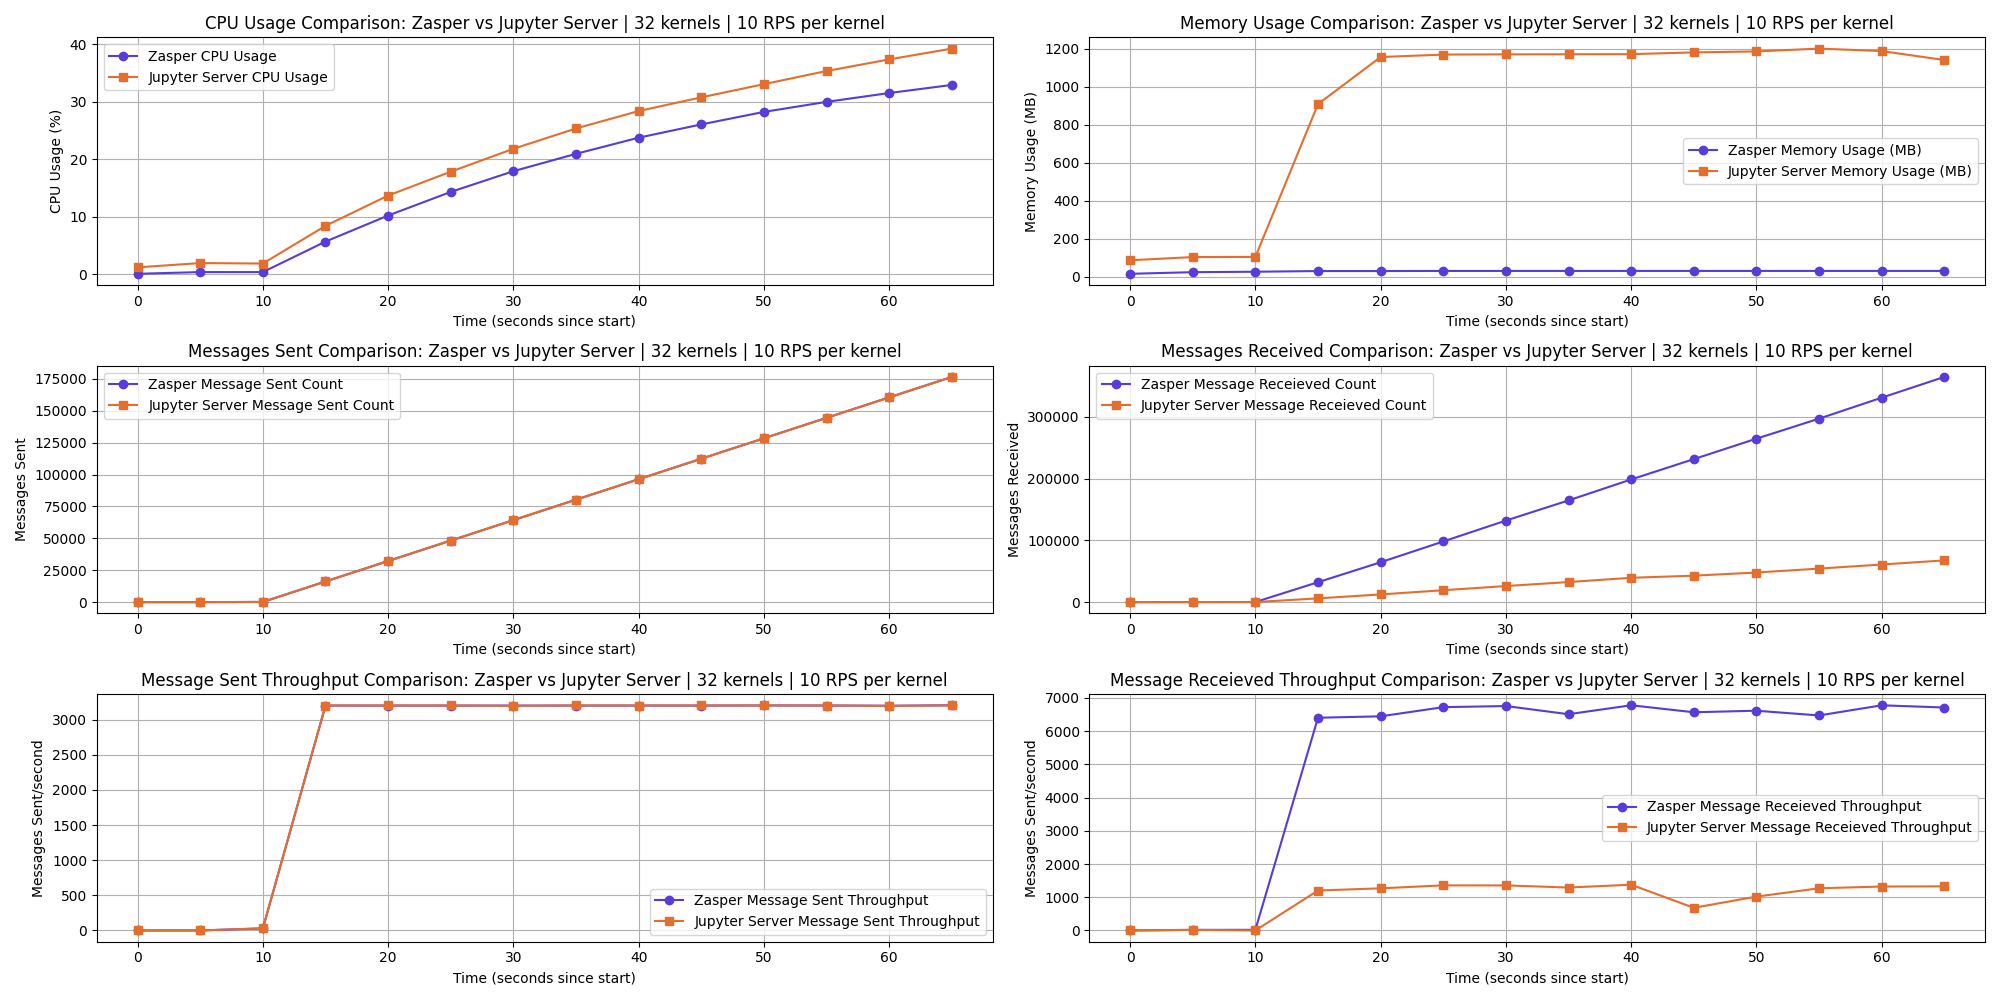 CPU Usage Comparison: Zasper vs Jupyter Server | 32 kernels | 10 RPS per kernel
Zasper CPU Usage
Jupyter Server CPU Usage
CPU Usage (%)
40
30
20
10
0
0 10 20 30 40 50 60
Time (seconds since start)
Memory Usage Comparison: Zasper vs Jupyter Server | 32 kernels | 10 RPS per kernel
Zasper Memory Usage (MB)
Jupyter Server Memory Usage (MB)
Memory Usage (MB)
1200
1000
800
600
400
200
0
0 10 20 30 40 50 60
Time (seconds since start)
Messages Sent Comparison: Zasper vs Jupyter Server | 32 kernels | 10 RPS per kernel
Zasper Message Sent Count
Jupyter Server Message Sent Count
Messages Sent
175000
150000
125000
100000
75000
50000
25000
0
0 10 20 30 40 50 60
Time (seconds since start)
Messages Received Comparison: Zasper vs Jupyter Server | 32 kernels | 10 RPS per kernel
Zasper Message Receieved Count
Jupyter Server Message Receieved Count
Messages Received
300000
200000
100000
0
0 10 20 30 40 50 60
Time (seconds since start)
Message Sent Throughput Comparison: Zasper vs Jupyter Server | 32 kernels | 10 RPS per kernel
Zasper Message Sent Throughput
Jupyter Server Message Sent Throughput
Messages Sent/second
3000
2500
2000
1500
1000
500
0
0 10 20 30 40 50 60
Time (seconds since start)
Message Receieved Throughput Comparison: Zasper vs Jupyter Server | 32 kernels | 10 RPS per kernel
Zasper Message Receieved Throughput
Jupyter Server Message Receieved Throughput
Messages Sent/second
7000
6000
5000
4000
3000
2000
1000
0
0 10 20 30 40 50 60
Time (seconds since start)